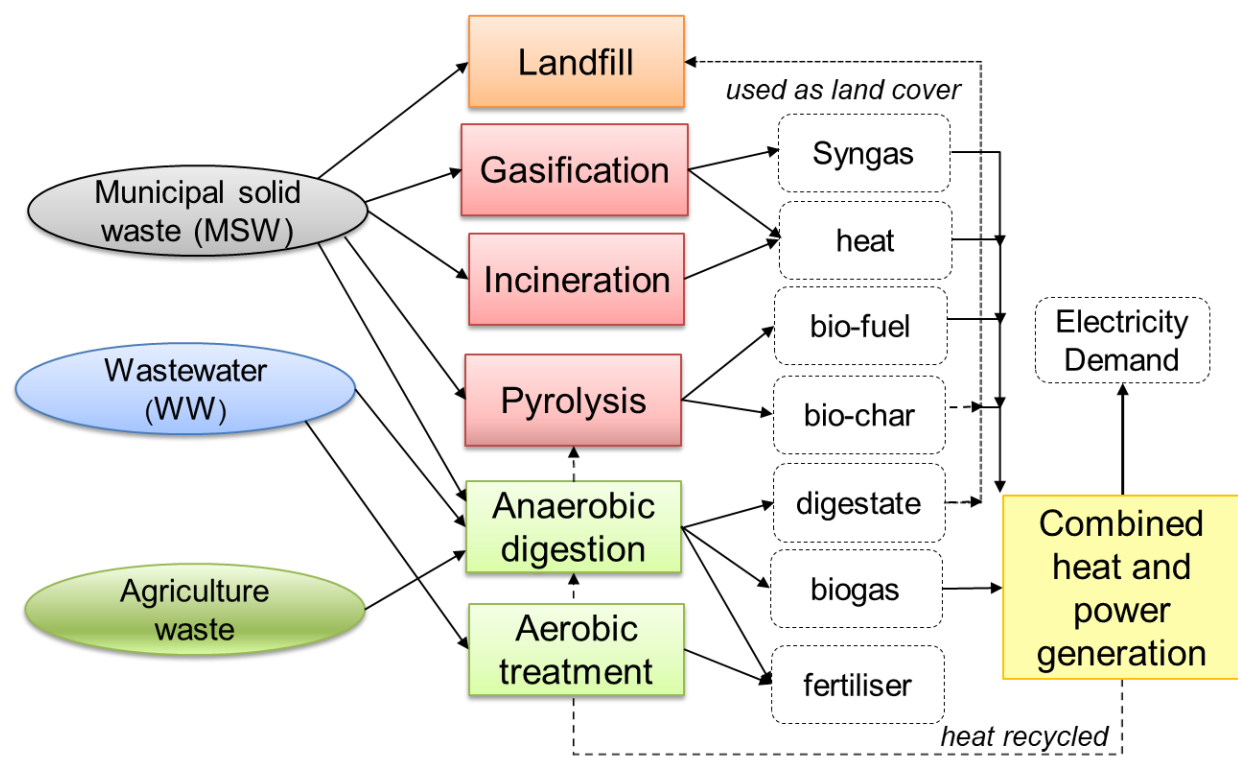 Landfill
used as land cover
Gasification
Syngas
Municipal solid
waste (MSW)
heat
Incineration
bio-fuel
Electricity
Demand
Wastewater
(WW)
Pyrolysis
bio-char
Anaerobic
digestion
digestate
Combined
heat and
power
generation
biogas
Agriculture
waste
Aerobic
treatment
fertiliser
heat recycled